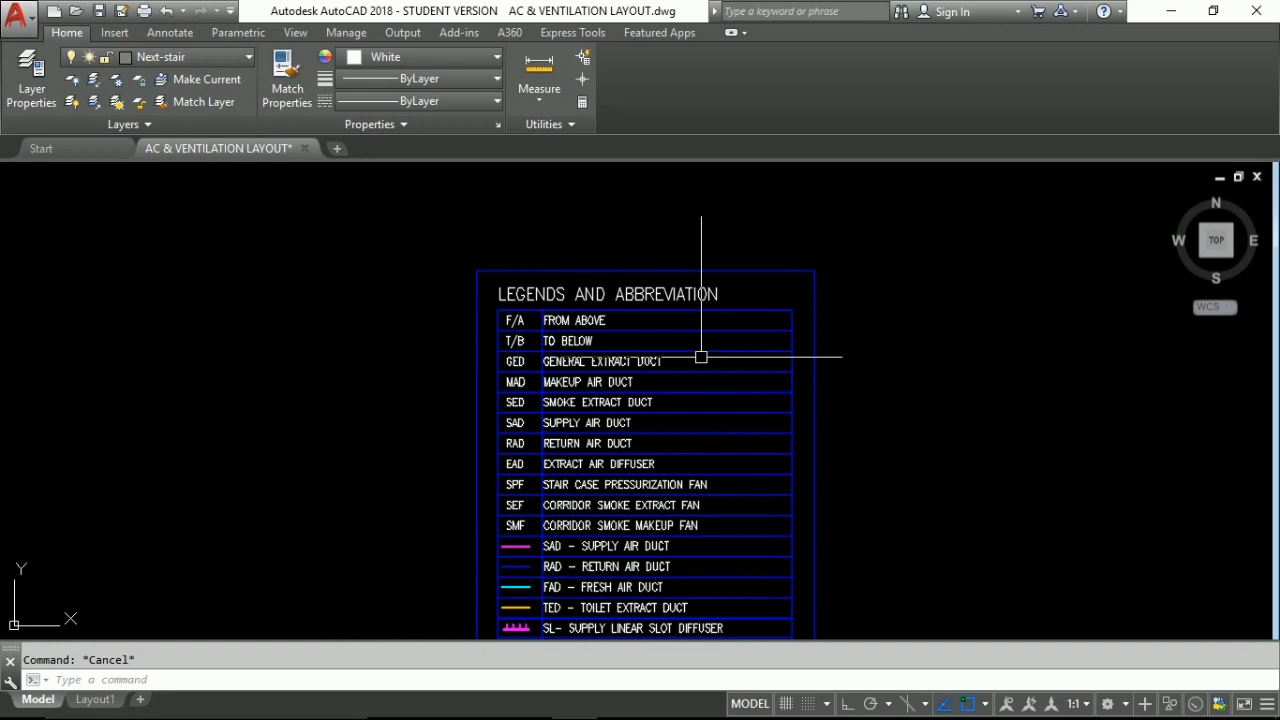 Autodesk AutoCAD 2018 - STUDENT VERSION AC & VENTILATION LAYOUT.dwg
Type a keyword or phrase
Sign In
Home Insert Annotate Parametric View Manage Output Add-ins A360 Express Tools Featured Apps
Next-stair
White
Layer Properties
Make Current
Match Layer
Match Properties
ByLayer
ByLayer
Measure
Layers
Properties
Utilities
Start
AC & VENTILATION LAYOUT*
N
W TOP E
S
WCS
LEGENDS AND ABBREVIATION
F/A FROM ABOVE
T/B TO BELOW
GED GENERAL EXTRACT DUCT
MAD MAKEUP AIR DUCT
SED SMOKE EXTRACT DUCT
SAD SUPPLY AIR DUCT
RAD RETURN AIR DUCT
EAD EXTRACT AIR DIFFUSER
SPF STAIR CASE PRESSURIZATION FAN
SEF CORRIDOR SMOKE EXTRACT FAN
SMF CORRIDOR SMOKE MAKEUP FAN
SAD - SUPPLY AIR DUCT
RAD - RETURN AIR DUCT
FAD - FRESH AIR DUCT
TED - TOILET EXTRACT DUCT
SL- SUPPLY LINEAR SLOT DIFFUSER
Y
X
Command: *Cancel*
Type a command
Model Layout1
MODEL
1:1